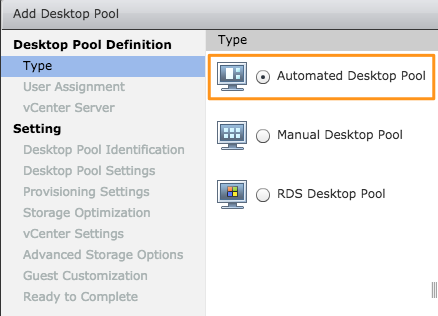 Add Desktop Pool
Desktop Pool Definition
Type
User Assignment
vCenter Server
Setting
Desktop Pool Identification
Desktop Pool Settings
Provisioning Settings
Storage Optimization
vCenter Settings
Advanced Storage Options
Guest Customization
Ready to Complete
Type
Automated Desktop Pool
Manual Desktop Pool
RDS Desktop Pool